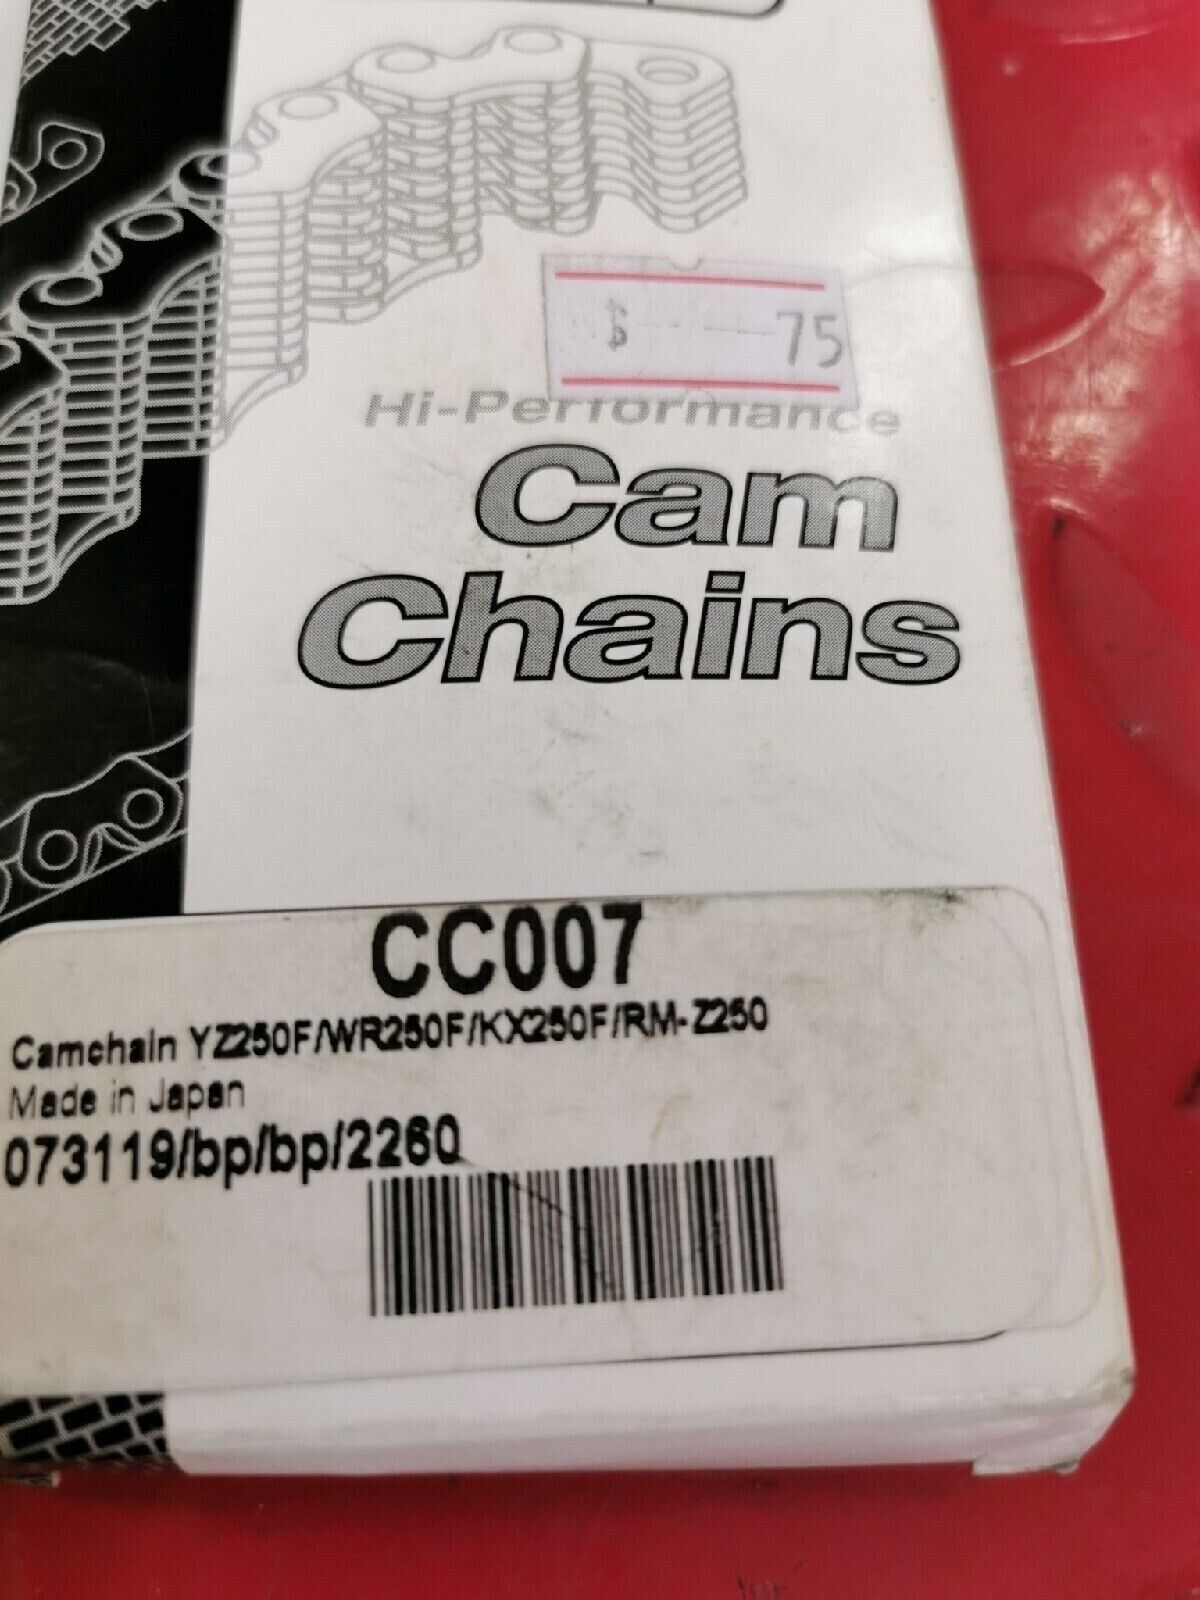 $ 75
Hi-Performance
Cam
Chains
CC007
Camchain YZ250F/WR250F/KX250F/RM-Z250
Made in Japan
073119/bp/bp/2260